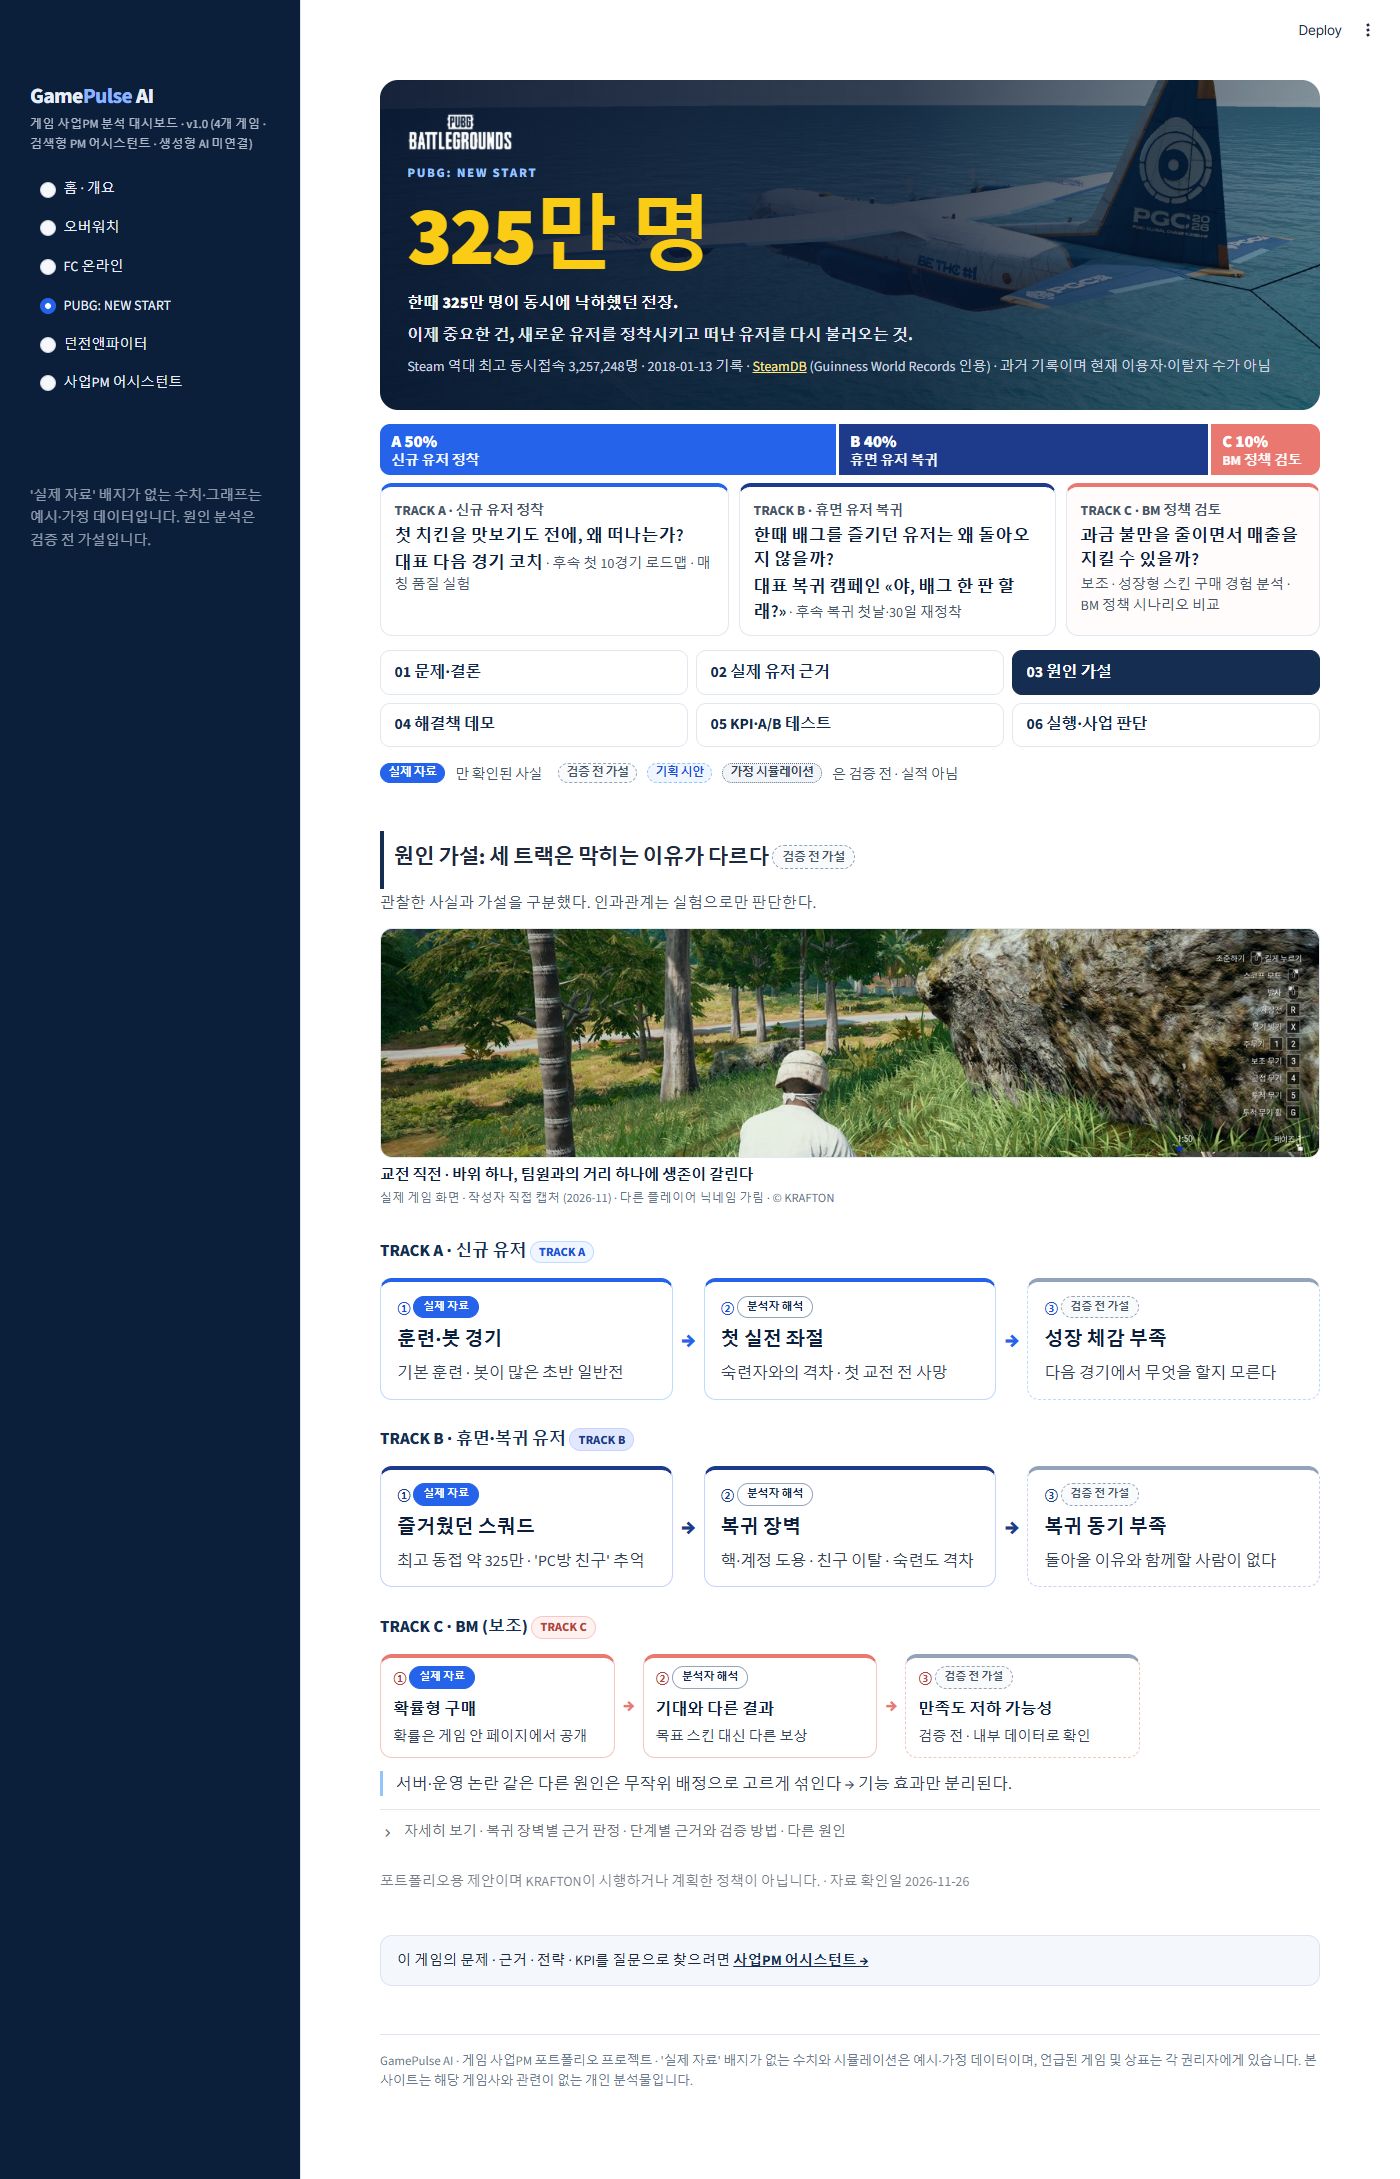 Deploy
GamePulse AI
게임 사업PM 분석 대시보드 · v1.0 (4개 게임 ·
검색형 PM 어시스턴트 · 생성형 AI 미연결)
홈 · 개요
오버워치
FC 온라인
PUBG: NEW START
던전앤파이터
사업PM 어시스턴트
'실제 자료' 배지가 없는 수치·그래프는
예시·가정 데이터입니다. 원인 분석은
검증 전 가설입니다.
PUBG
BATTLEGROUNDS
PUBG: NEW START
325만 명
한때 325만 명이 동시에 낙하했던 전장.
이제 중요한 건, 새로운 유저를 정착시키고 떠난 유저를 다시 불러오는 것.
Steam 역대 최고 동시접속 3,257,248명 · 2018-01-13 기록 · SteamDB (Guinness World Records 인용) · 과거 기록이며 현재 이용자·이탈자 수가 아님
PGC 2026
BE THE #1
A 50%
신규 유저 정착
B 40%
휴면 유저 복귀
C 10%
BM 정책 검토
TRACK A · 신규 유저 정착
첫 치킨을 맛보기도 전에, 왜 떠나는가?
대표 다음 경기 코치 · 후속 첫 10경기 로드맵 · 매
칭 품질 실험
TRACK B · 휴면 유저 복귀
한때 배그를 즐기던 유저는 왜 돌아오
지 않을까?
대표 복귀 캠페인 «야, 배그 한 판 할
래?» · 후속 복귀 첫날·30일 재정착
TRACK C · BM 정책 검토
과금 불만을 줄이면서 매출을
지킬 수 있을까?
보조 · 성장형 스킨 구매 경험 분석 ·
BM 정책 시나리오 비교
01 문제·결론
02 실제 유저 근거
03 원인 가설
04 해결책 데모
05 KPI·A/B 테스트
06 실행·사업 판단
실제 자료 만 확인된 사실 검증 전 가설 기획 시안 가정 시뮬레이션 은 검증 전 · 실적 아님
원인 가설: 세 트랙은 막히는 이유가 다르다 검증 전 가설
관찰한 사실과 가설을 구분했다. 인과관계는 실험으로만 판단한다.
조준하기 길게 누르기
스코프 모드
발사
R
X
주무기 1 2
보조 무기 3
근접 무기 4
투척 무기 5
투척 무기 휠 G
1:50
교전 직전 · 바위 하나, 팀원과의 거리 하나에 생존이 갈린다
실제 게임 화면 · 작성자 직접 캡처 (2026-11) · 다른 플레이어 닉네임 가림 · © KRAFTON
TRACK A · 신규 유저 TRACK A
① 실제 자료
훈련·봇 경기
기본 훈련 · 봇이 많은 초반 일반전
→
② 분석자 해석
첫 실전 좌절
숙련자와의 격차 · 첫 교전 전 사망
→
③ 검증 전 가설
성장 체감 부족
다음 경기에서 무엇을 할지 모른다
TRACK B · 휴면·복귀 유저 TRACK B
① 실제 자료
즐거웠던 스쿼드
최고 동접 약 325만 · 'PC방 친구' 추억
→
② 분석자 해석
복귀 장벽
핵·계정 도용 · 친구 이탈 · 숙련도 격차
→
③ 검증 전 가설
복귀 동기 부족
돌아올 이유와 함께할 사람이 없다
TRACK C · BM (보조) TRACK C
① 실제 자료
확률형 구매
확률은 게임 안 페이지에서 공개
→
② 분석자 해석
기대와 다른 결과
목표 스킨 대신 다른 보상
→
③ 검증 전 가설
만족도 저하 가능성
검증 전 · 내부 데이터로 확인
서버·운영 논란 같은 다른 원인은 무작위 배정으로 고르게 섞인다 → 기능 효과만 분리된다.
자세히 보기 · 복귀 장벽별 근거 판정 · 단계별 근거와 검증 방법 · 다른 원인
포트폴리오용 제안이며 KRAFTON이 시행하거나 계획한 정책이 아닙니다. · 자료 확인일 2026-11-26
이 게임의 문제 · 근거 · 전략 · KPI를 질문으로 찾으려면 사업PM 어시스턴트 →
GamePulse AI · 게임 사업PM 포트폴리오 프로젝트 · '실제 자료' 배지가 없는 수치와 시뮬레이션은 예시·가정 데이터이며, 언급된 게임 및 상표는 각 권리자에게 있습니다. 본
사이트는 해당 게임사와 관련이 없는 개인 분석물입니다.